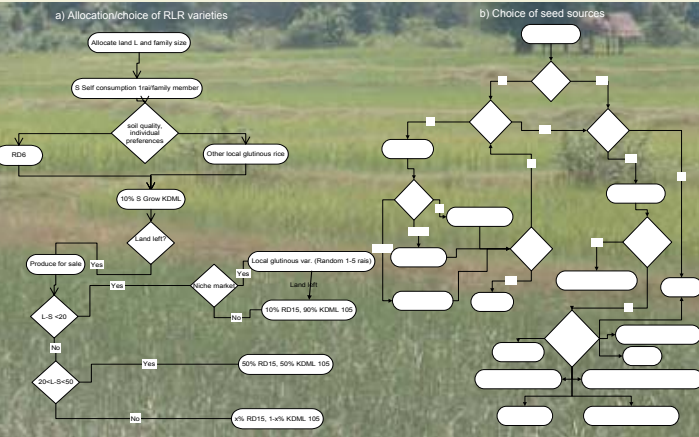 a) Allocation/choice of RLR varieties
b) Choice of seed sources
Allocate land L and family size
S Self consumption 1rai/family member
soil quality,
individual
preferences
RD6
Other local glutinous rice
10% S Grow KDML
Land left?
Produce for sale
Yes
Local glutinous var. (Random 1-5 rais)
Yes
Yes
Niche market
Land left
L-S <20
No
10% RD15, 90% KDML 105
No
20<L-S<50
Yes
50% RD15, 50% KDML 105
No
x% RD15, 1-x% KDML 105